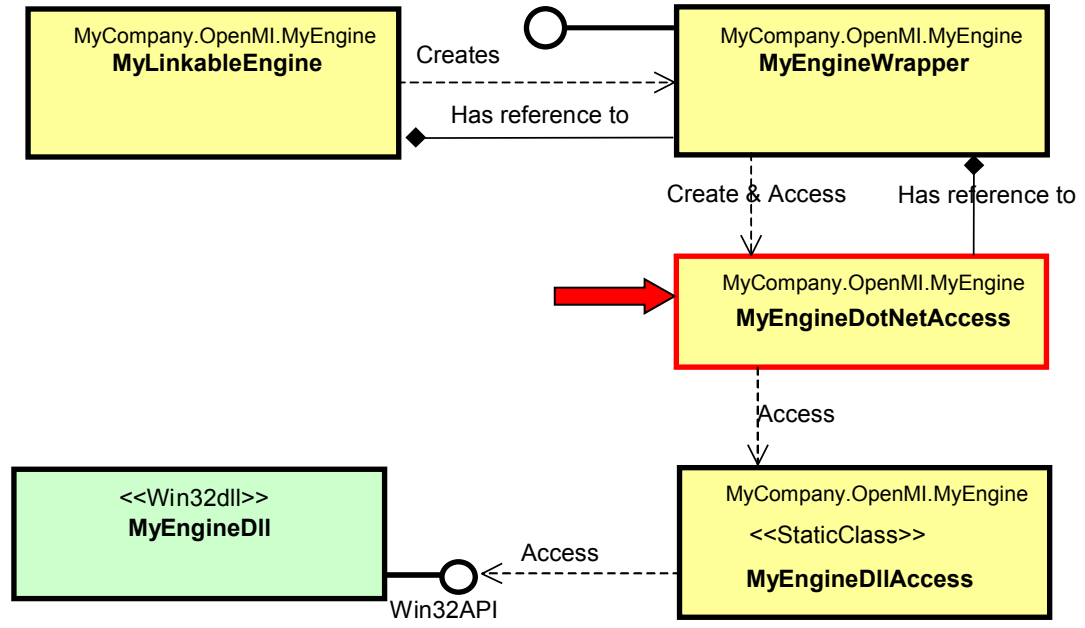 MyCompany.OpenMI.MyEngine
MyLinkableEngine
Creates
Has reference to
MyCompany.OpenMI.MyEngine
MyEngineWrapper
Create & Access
Has reference to
MyCompany.OpenMI.MyEngine
MyEngineDotNetAccess
Access
<<Win32dll>>
MyEngineDll
Access
Win32API
MyCompany.OpenMI.MyEngine
<<StaticClass>>
MyEngineDllAccess